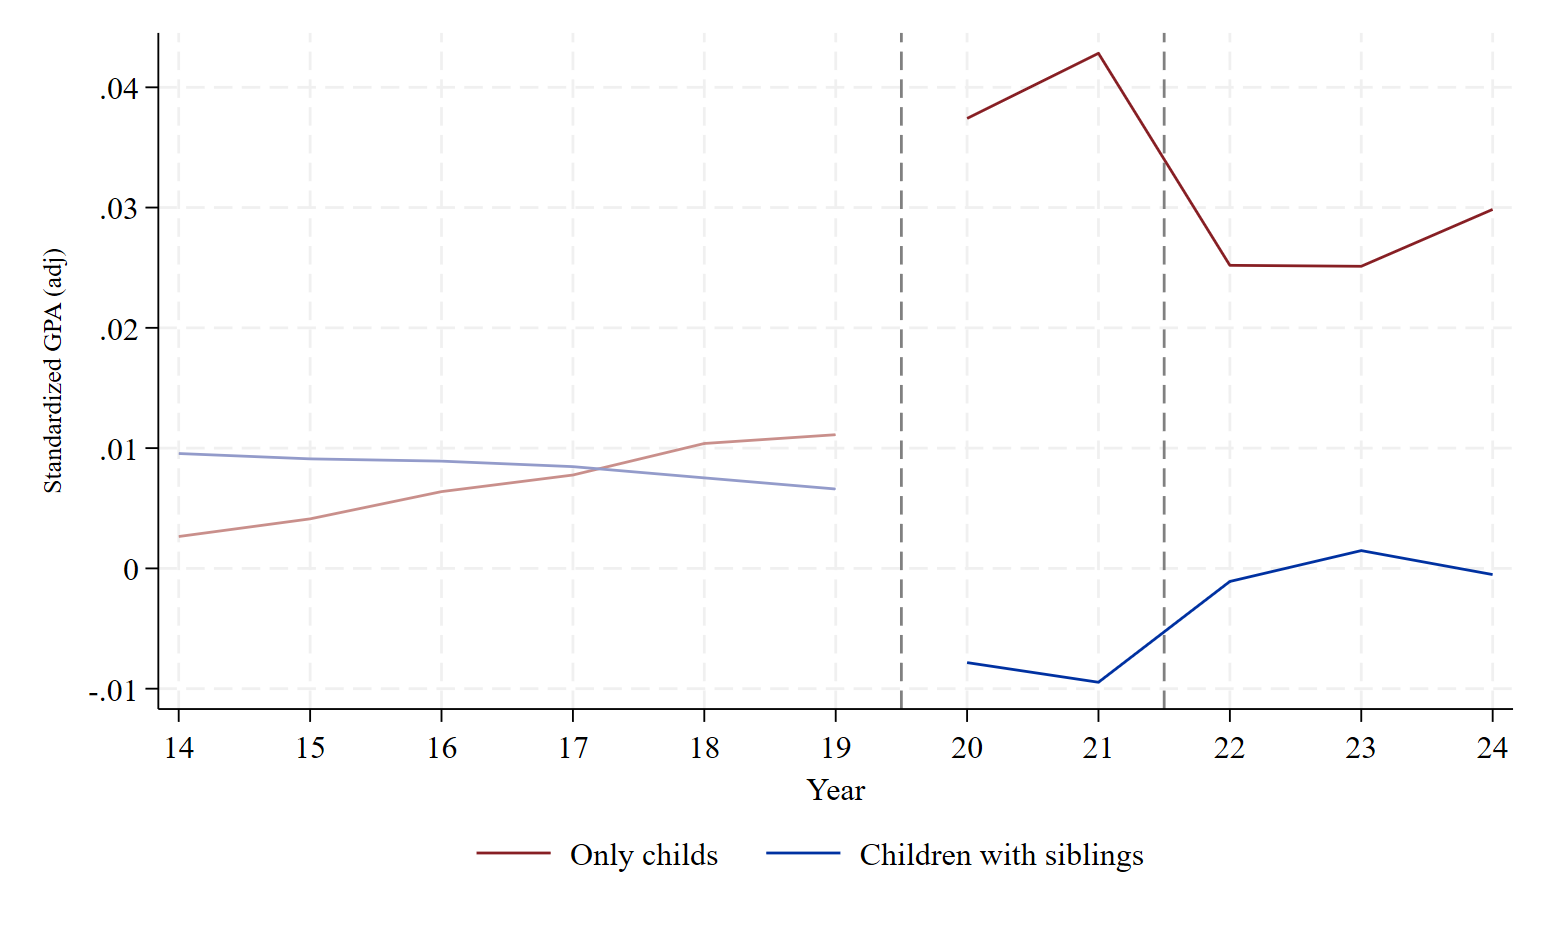 Standardized GPA (adj)
.04
.03
.02
.01
0
-.01
14 15 16 17 18 19 20 21 22 23 24
Year
Only childs Children with siblings